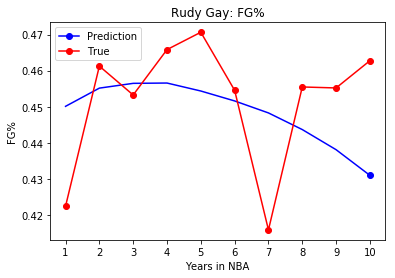 Rudy Gay: FG%
Prediction
True
0.47
0.46
0.45
0.44
0.43
0.42
FG%
1 2 3 4 5 6 7 8 9 10
Years in NBA